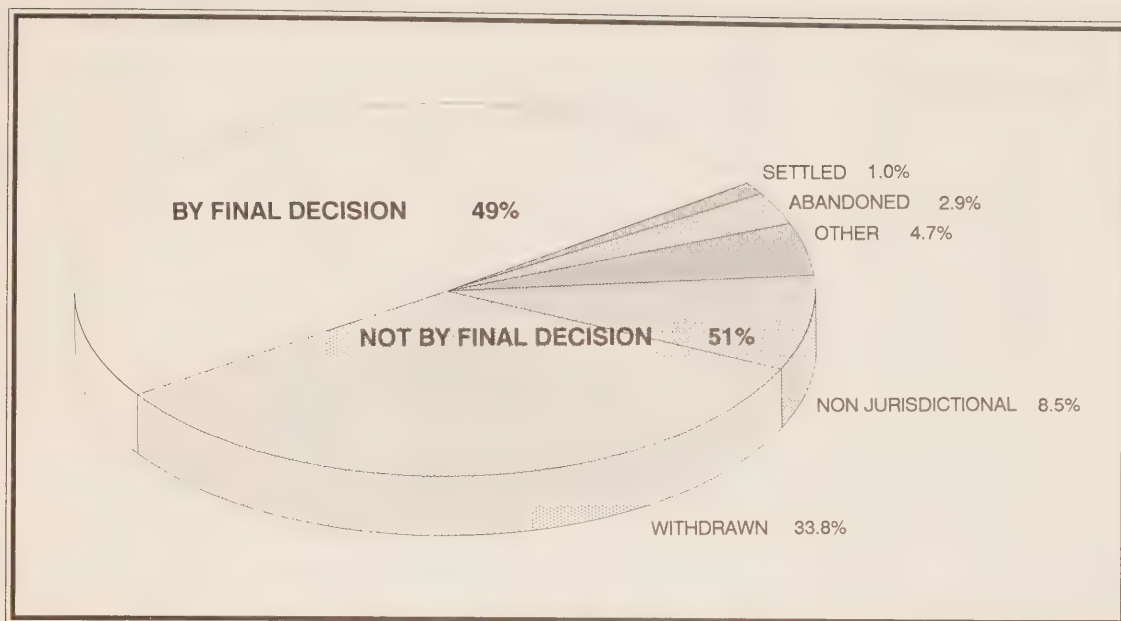 SETTLED 1.0%
ABANDONED 2.9%
BY FINAL DECISION 49%
OTHER 4.7%
NOT BY FINAL DECISION 51%
NON JURISDICTIONAL 8.5%
WITHDRAWN 33.8%